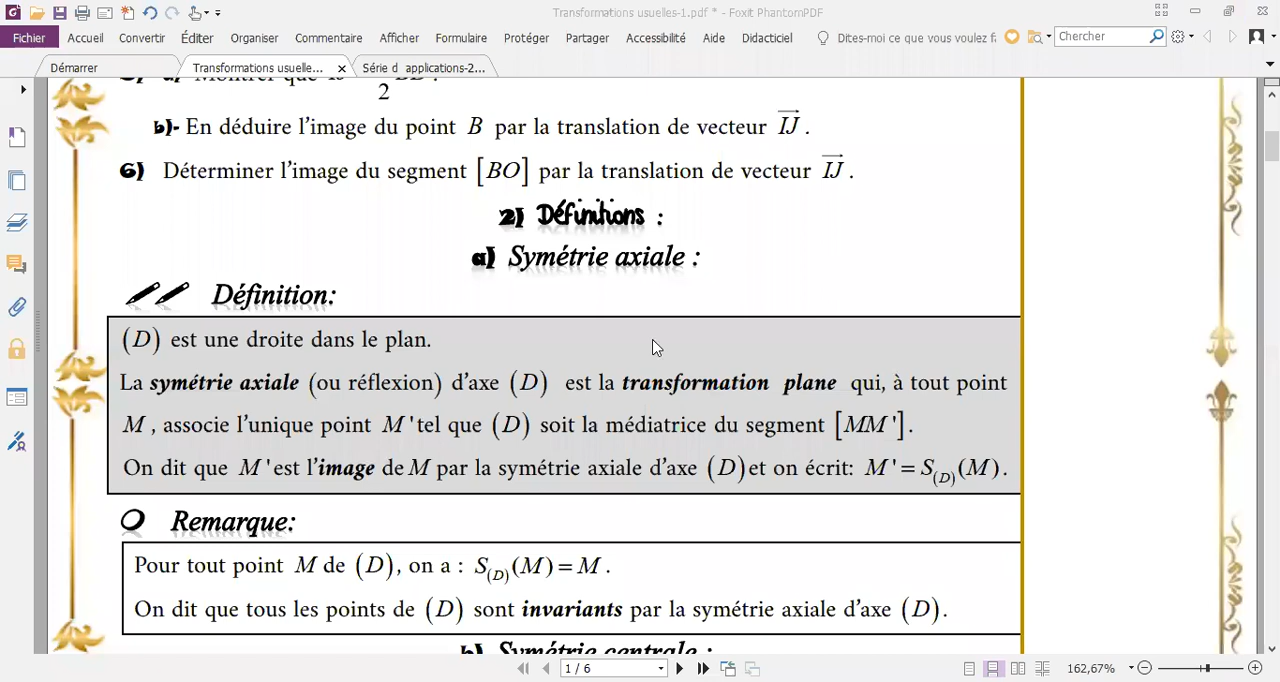 Transformations usuelles-1.pdf * - Foxit PhantomPDF
Fichier Accueil Convertir Éditer Organiser Commentaire Afficher Formulaire Protéger Partager Accessibilité Aide Didacticiel Dites-moi ce que vous voulez f Chercher
Démarrer Transformations usuelle... Série d applications-2...
2
b)- En déduire l'image du point B par la translation de vecteur IJ.
6) Déterminer l'image du segment [BO] par la translation de vecteur IJ.
2) Définitions :
a) Symétrie axiale :
Définition:
(D) est une droite dans le plan.
La symétrie axiale (ou réflexion) d'axe (D) est la transformation plane qui, à tout point
M, associe l'unique point M' tel que (D) soit la médiatrice du segment [MM'].
On dit que M' est l'image de M par la symétrie axiale d'axe (D) et on écrit: M' = S(D)(M).
Remarque:
Pour tout point M de (D), on a : S(D)(M) = M.
On dit que tous les points de (D) sont invariants par la symétrie axiale d'axe (D).
b) Symétrie centrale :
1 / 6 162,67%